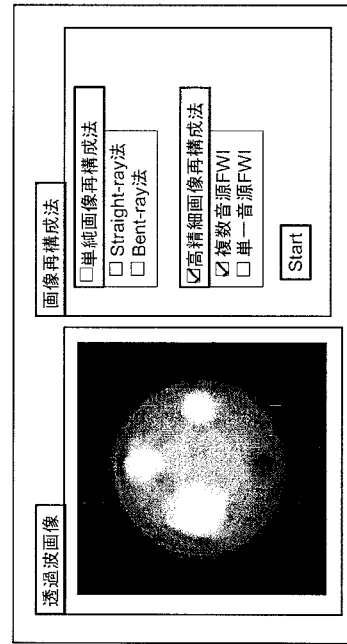 透過波画像
画像再構成法
□単純画像再構成法
□Straight-ray法
□Bent-ray法
☑高精細画像再構成法
☑複数音源FWI
□単一音源FWI
Start